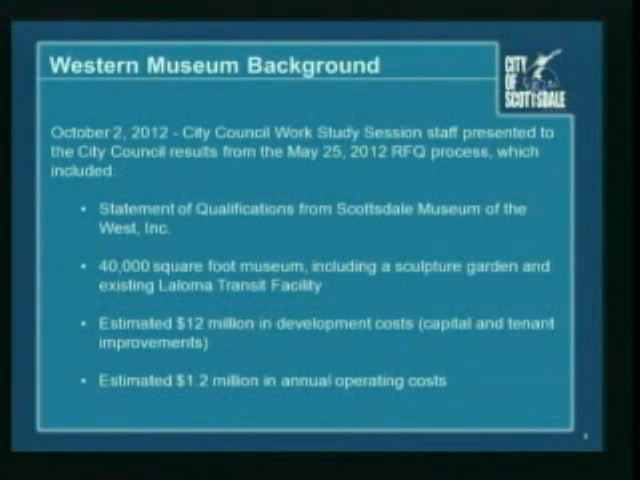 Western Museum Background
CITY
OF
SCOTTSDALE
October 2, 2012 - City Council Work Study Session staff presented to
the City Council results from the May 25, 2012 RFQ process, which
included:
• Statement of Qualifications from Scottsdale Museum of the
West, Inc.
• 40,000 square foot museum, including a sculpture garden and
existing Laloma Transit Facility
• Estimated $12 million in development costs (capital and tenant
improvements)
• Estimated $1.2 million in annual operating costs